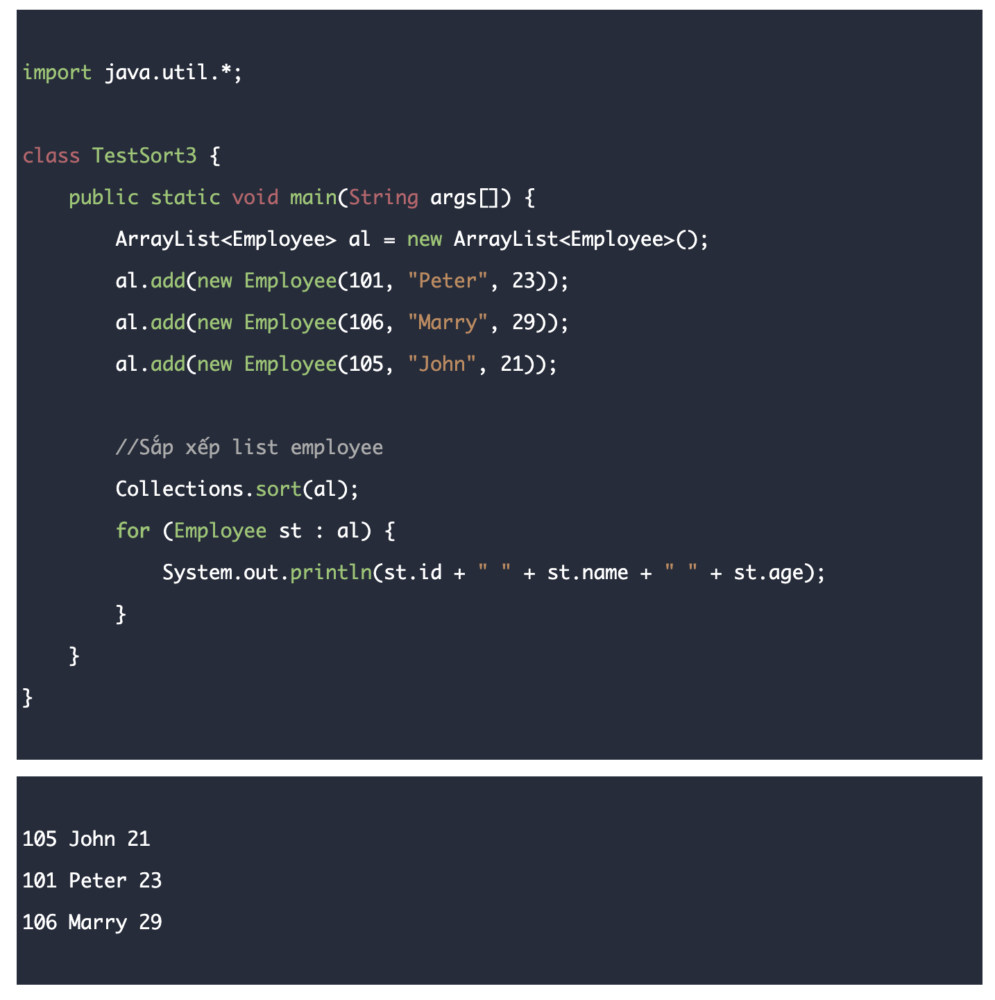 import java.util.*;
class TestSort3 {
    public static void main(String args[]) {
        ArrayList<Employee> al = new ArrayList<Employee>();
        al.add(new Employee(101, "Peter", 23));
        al.add(new Employee(106, "Marry", 29));
        al.add(new Employee(105, "John", 21));
        //Sắp xếp list employee
        Collections.sort(al);
        for (Employee st : al) {
            System.out.println(st.id + " " + st.name + " " + st.age);
        }
    }
}
105 John 21
101 Peter 23
106 Marry 29